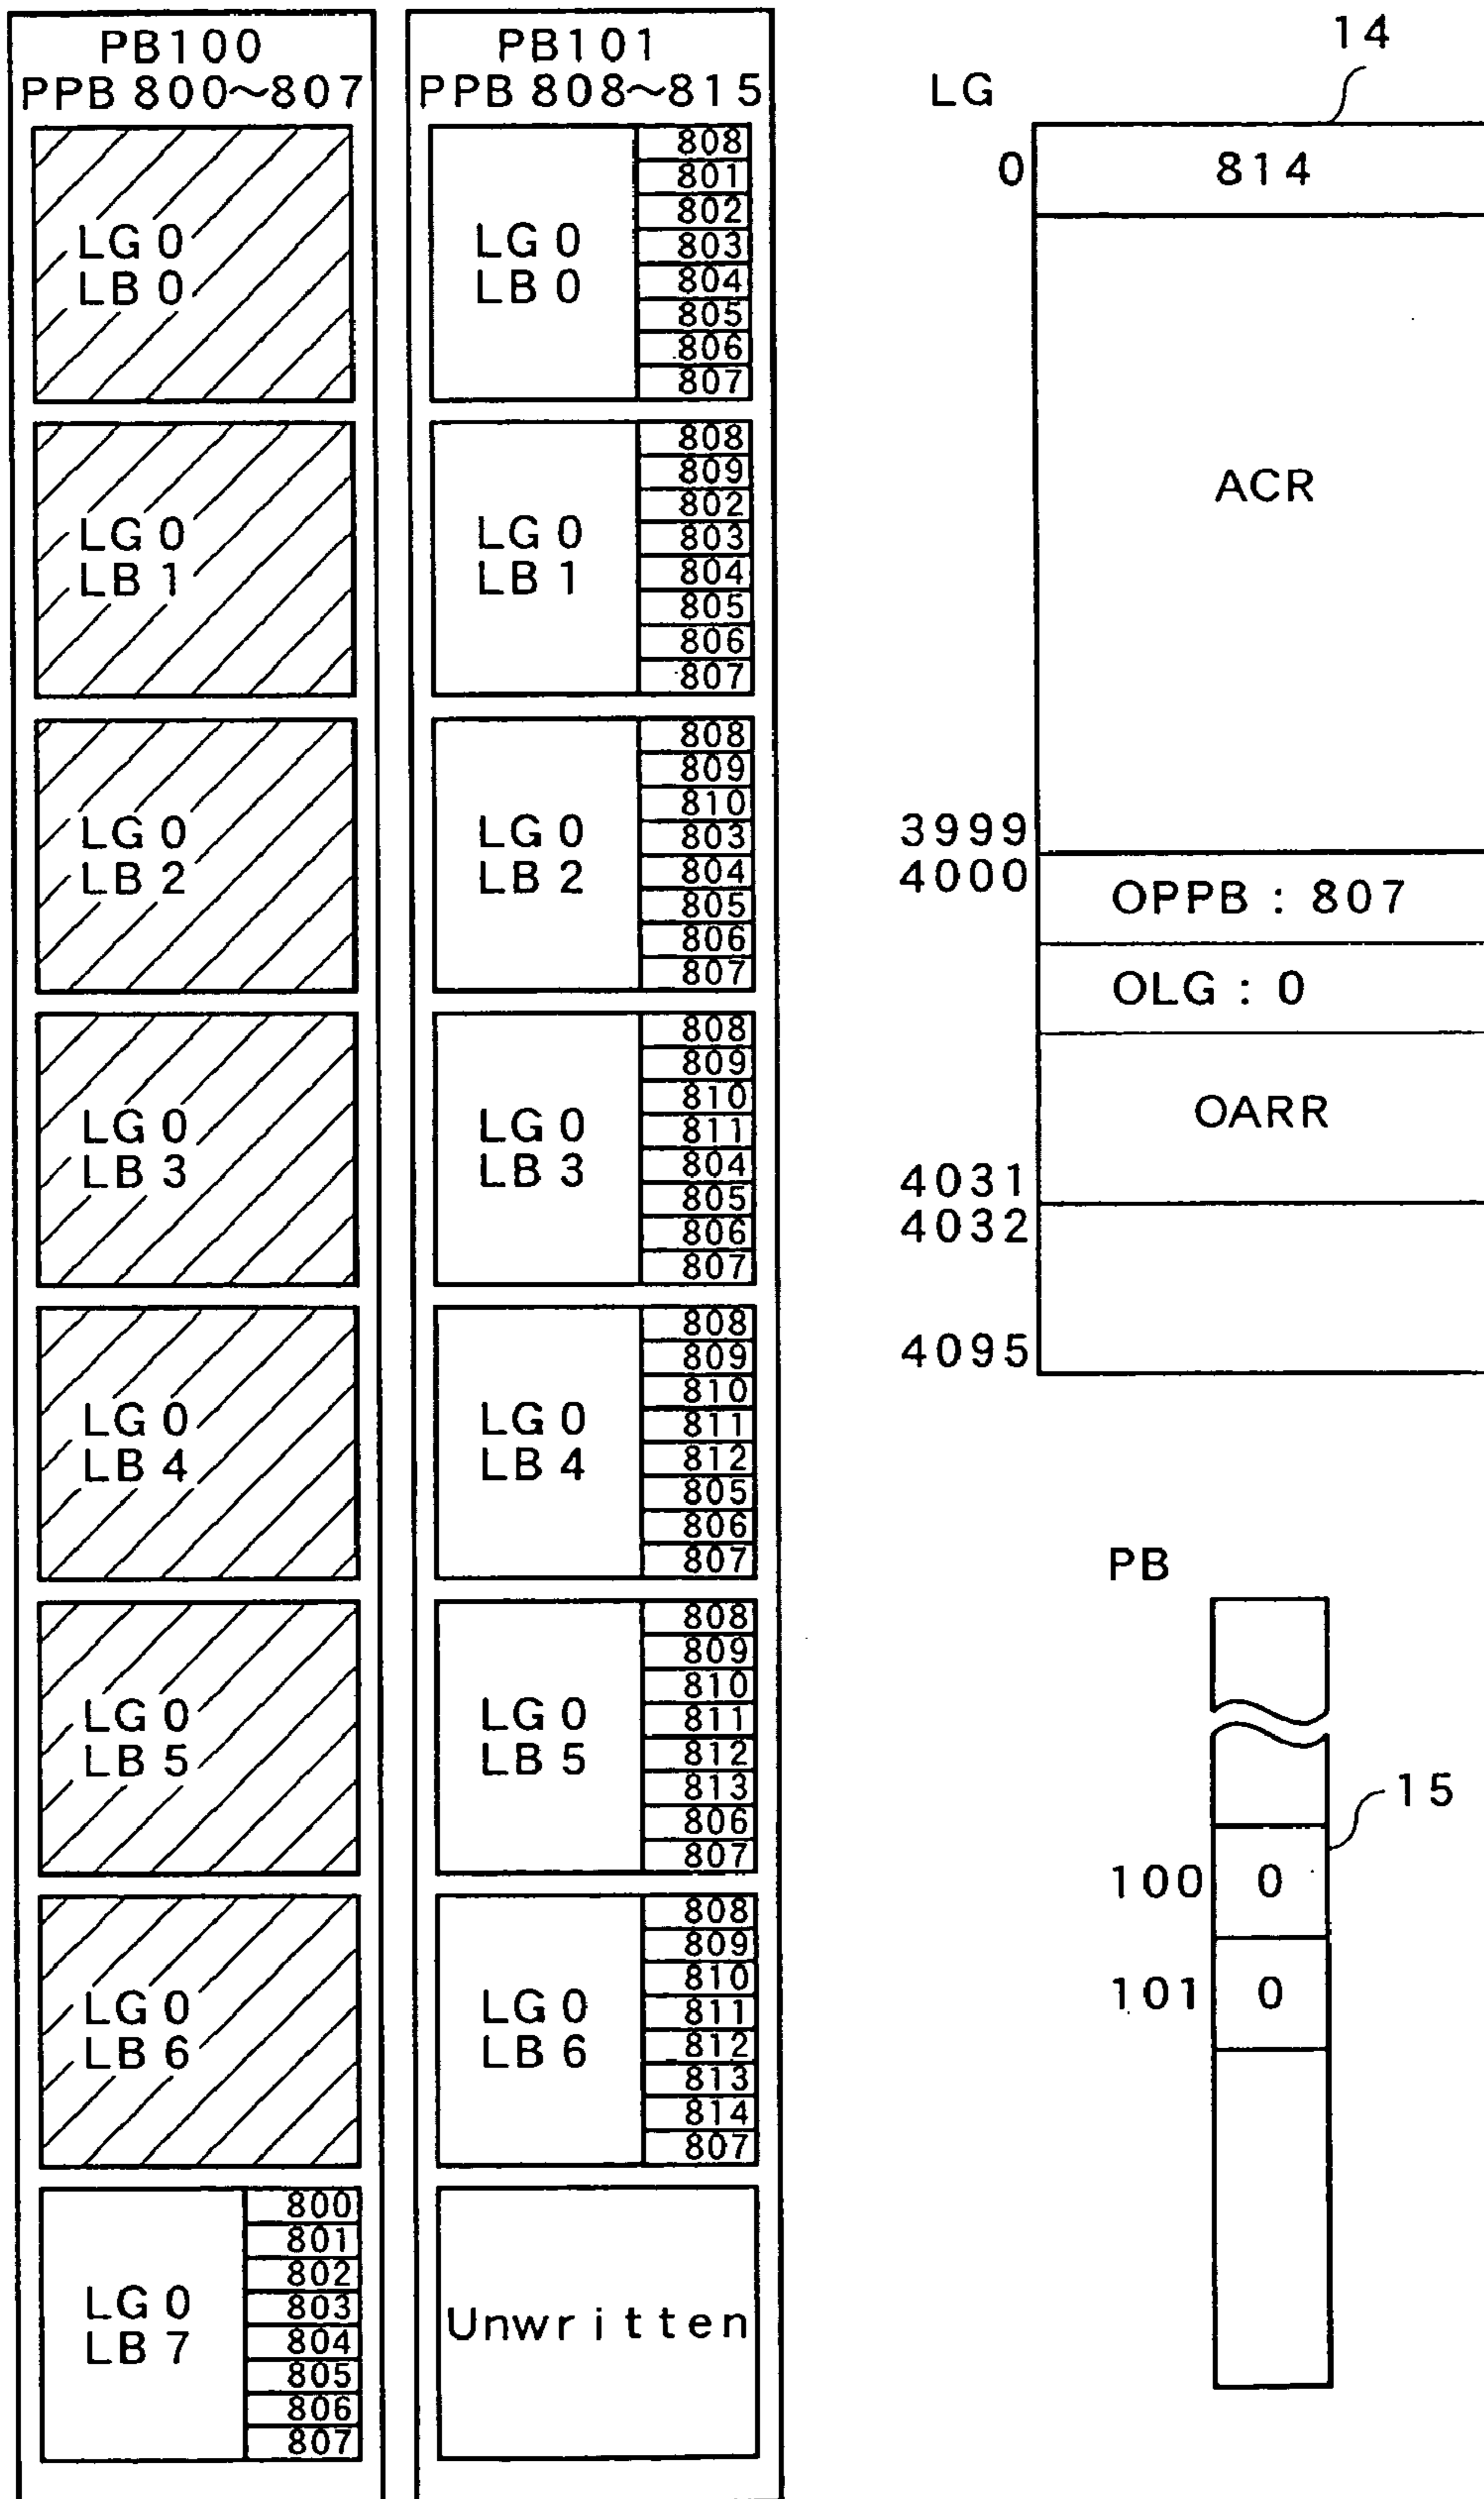 PB100
PPB 800~807
LG 0
LB 0
LG 0
LB 1
LG 0
LB 2
LG 0
LB 3
LG 0
LB 4
LG 0
LB 5
LG 0
LB 6
LG 0
LB 7
800
801
802
803
804
805
806
807
PB101
PPB 808~815
LG 0
LB 0
808
801
802
803
804
805
806
807
LG 0
LB 1
808
809
802
803
804
805
806
807
LG 0
LB 2
808
809
810
803
804
805
806
807
LG 0
LB 3
808
809
810
811
804
805
806
807
LG 0
LB 4
808
809
810
811
812
805
806
807
LG 0
LB 5
808
809
810
811
812
813
806
807
LG 0
LB 6
808
809
810
811
812
813
814
807
Unwritten
14
LG
0
814
ACR
3999
4000
OPPB : 807
OLG : 0
OARR
4031
4032
4095
PB
15
100
0
101
0